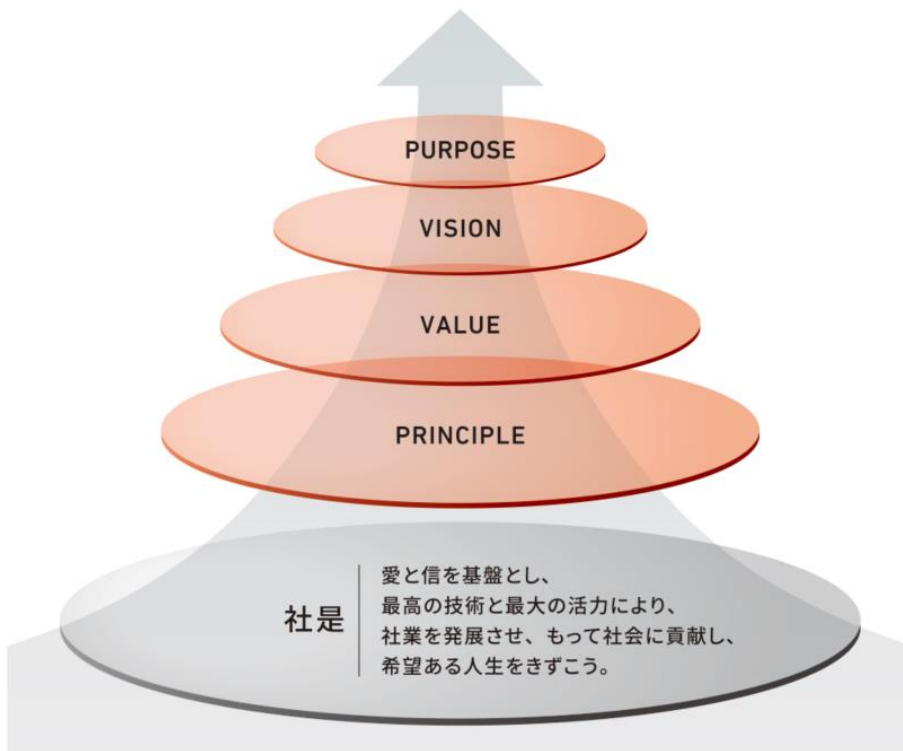 PURPOSE
VISION
VALUE
PRINCIPLE
社是
愛と信を基盤とし、
最高の技術と最大の活力により、
社業を発展させ、もって社会に貢献し、
希望ある人生をきずこう。